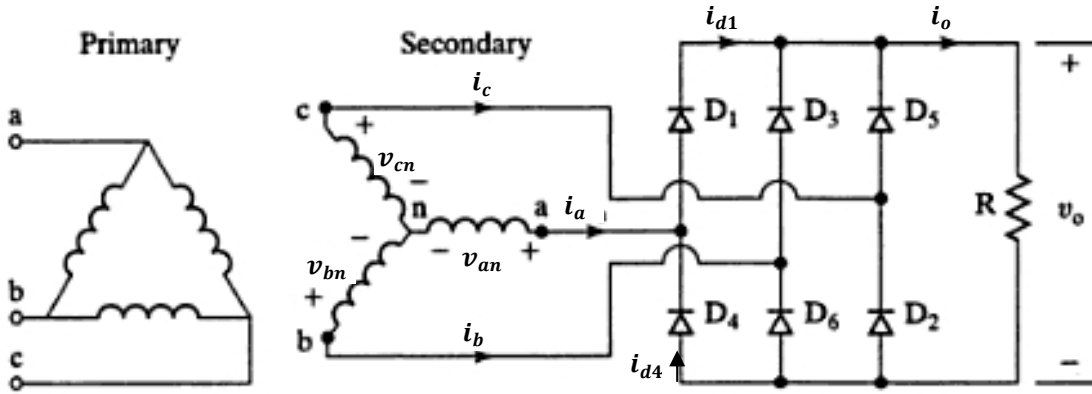 Primary
Secondary
a
b
c
c
i_c
+
v_cn
−
n
a
i_a
−
v_an
+
−
v_bn
+
b
i_b
i_d1
i_o
D₁
D₃
D₅
D₄
D₆
D₂
i_d4
R
+
v_o
−